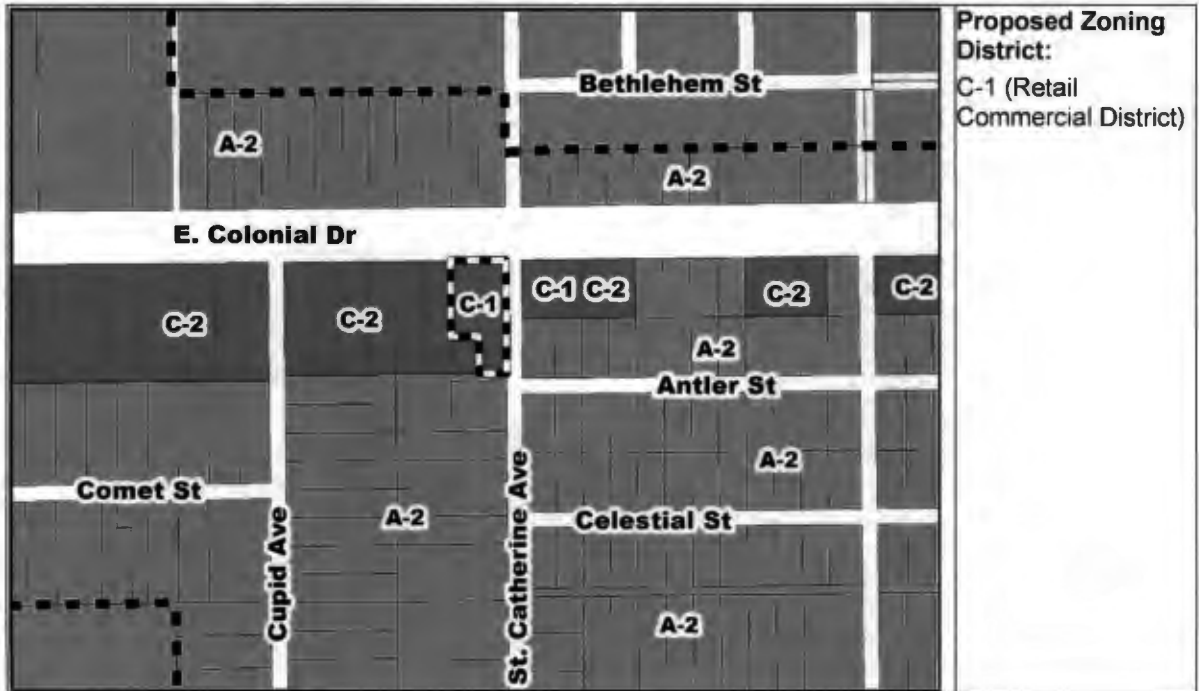 Proposed Zoning
District:
C-1 (Retail
Commercial District)
Bethlehem St
A-2
A-2
E. Colonial Dr
C-2
C-2
C-1
C-1 C-2
C-2
C-2
A-2
Antler St
A-2
Comet St
A-2
Celestial St
Cupid Ave
St. Catherine Ave
A-2